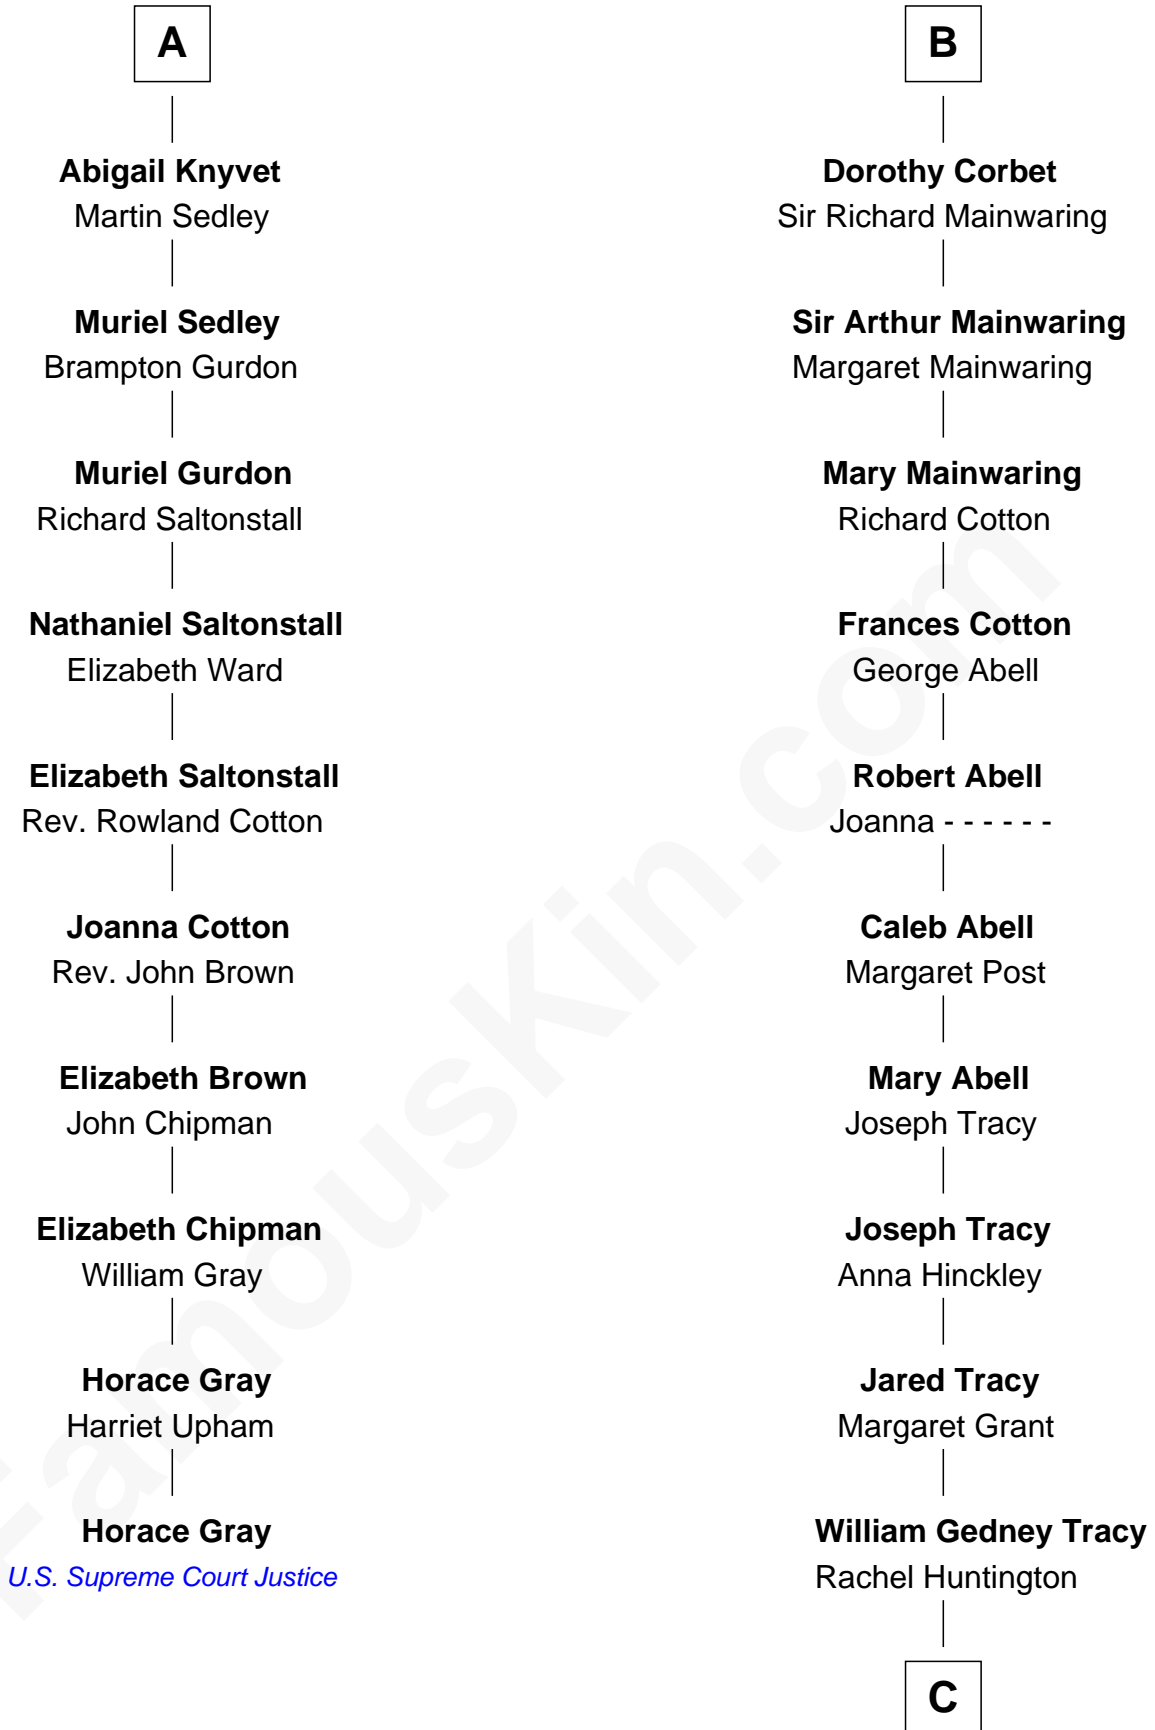 A
Abigail Knyvet
Martin Sedley
Muriel Sedley
Brampton Gurdon
Muriel Gurdon
Richard Saltonstall
Nathaniel Saltonstall
Elizabeth Ward
Elizabeth Saltonstall
Rev. Rowland Cotton
Joanna Cotton
Rev. John Brown
Elizabeth Brown
John Chipman
Elizabeth Chipman
William Gray
Horace Gray
Harriet Upham
Horace Gray
U.S. Supreme Court Justice
B
Dorothy Corbet
Sir Richard Mainwaring
Sir Arthur Mainwaring
Margaret Mainwaring
Mary Mainwaring
Richard Cotton
Frances Cotton
George Abell
Robert Abell
Joanna - - - - - -
Caleb Abell
Margaret Post
Mary Abell
Joseph Tracy
Joseph Tracy
Anna Hinckley
Jared Tracy
Margaret Grant
William Gedney Tracy
Rachel Huntington
C
FamousKin.com